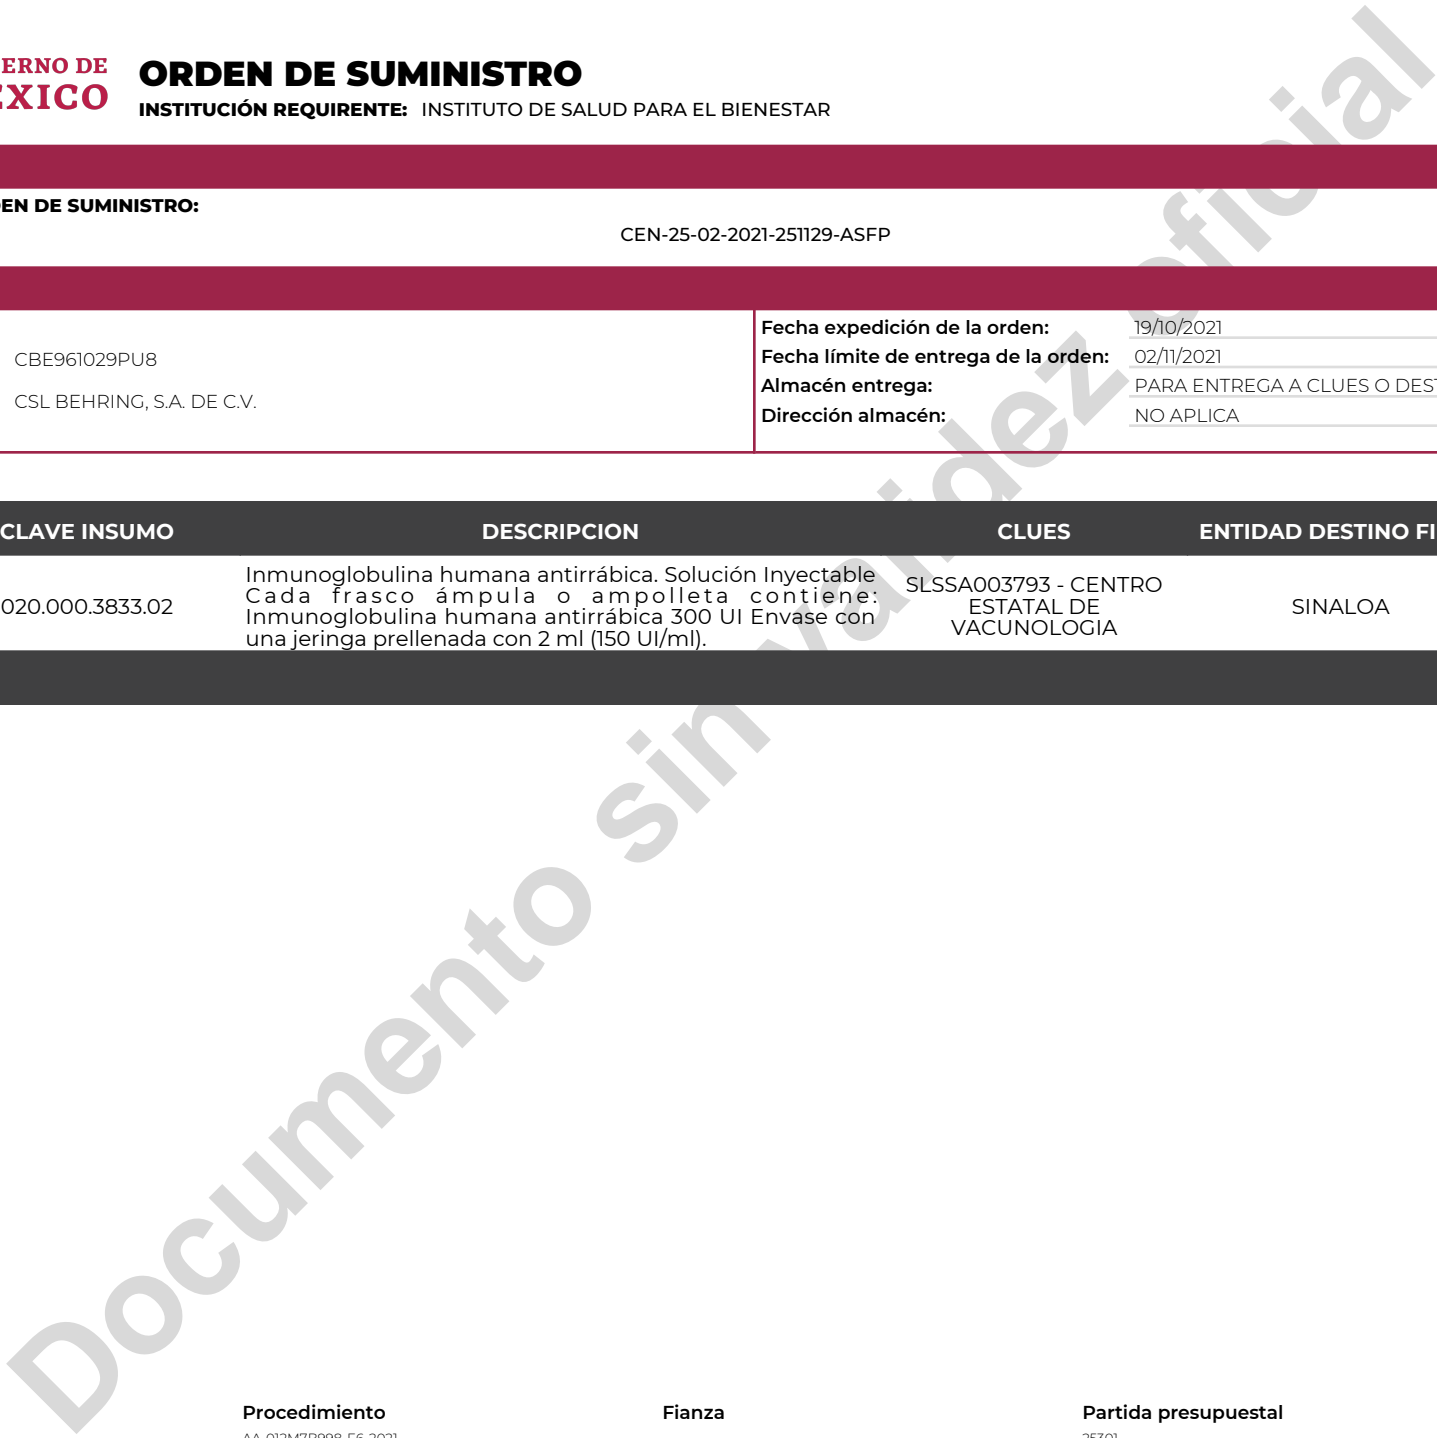 ERNO DE
ORDEN DE SUMINISTRO
EXICO
INSTITUCIÓN REQUIRENTE: INSTITUTO DE SALUD PARA EL BIENESTAR
EN DE SUMINISTRO:
CEN-25-02-2021-251129-ASFP
CBE961029PU8
CSL BEHRING, S.A. DE C.V.
Fecha expedición de la orden: 19/10/2021
Fecha límite de entrega de la orden: 02/11/2021
Almacén entrega: PARA ENTREGA A CLUES O DEST
Dirección almacén: NO APLICA
CLAVE INSUMO DESCRIPCION CLUES ENTIDAD DESTINO FI
020.000.3833.02
Inmunoglobulina humana antirrábica. Solución Inyectable
Cada frasco ámpula o ampolleta contiene:
Inmunoglobulina humana antirrábica 300 UI Envase con
una jeringa prellenada con 2 ml (150 UI/ml).
SLSSA003793 - CENTRO
ESTATAL DE
VACUNOLOGIA
SINALOA
Documento sin validez oficial
Procedimiento Fianza Partida presupuestal